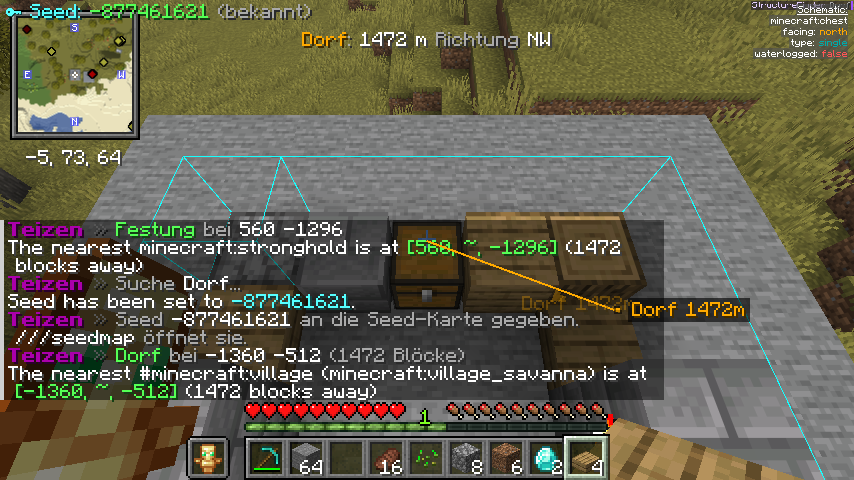 Seed: -877461621 (bekannt)
Schematic:
minecraft:chest
facing: north
type: single
waterlogged: false
Dorf: 1472 m Richtung NW
S
E
W
N
-5, 73, 64
Teizen » Festung bei 560 -1296
The nearest minecraft:stronghold is at [560, ~, -1296] (1472
blocks away)
Teizen » Suche Dorf...
Seed has been set to -877461621.
Teizen » Seed -877461621 an die Seed-Karte gegeben.
///seedmap öffnet sie.
Teizen » Dorf bei -1360 -512 (1472 Blöcke)
The nearest #minecraft:village (minecraft:village_savanna) is at
[-1360, ~, -512] (1472 blocks away)
Dorf 1472m
Dorf 1472m
1
64
16
8
6
2
4